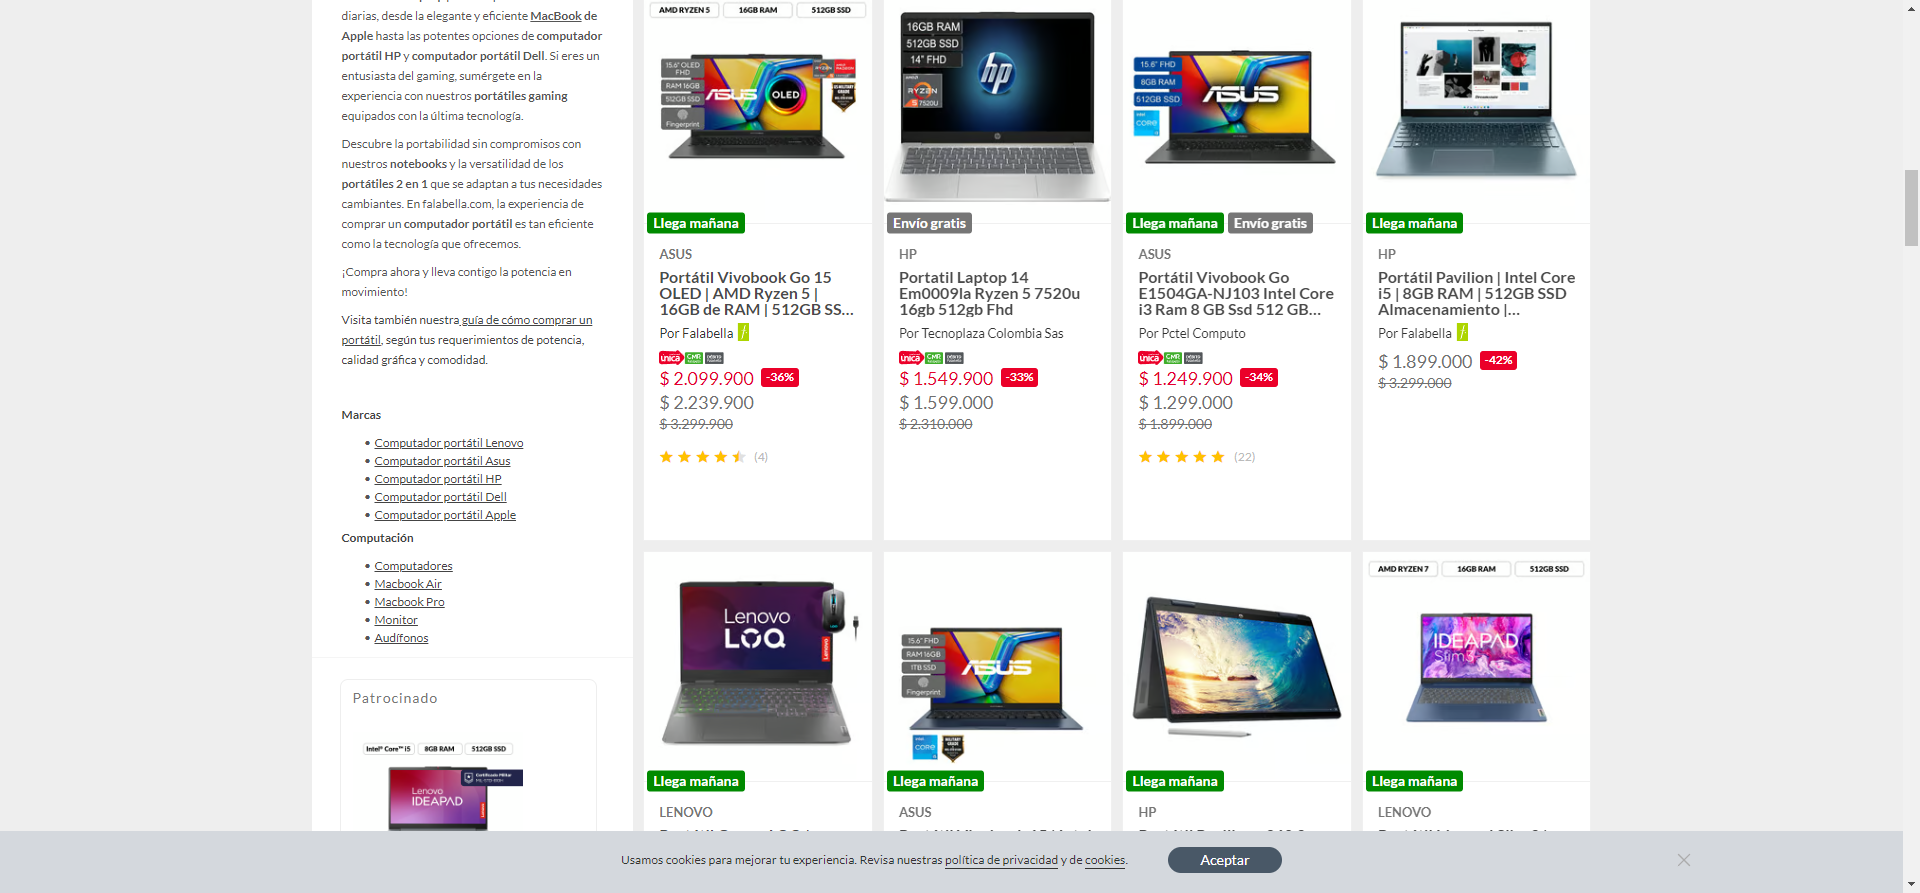 diarias, desde la elegante y eficiente MacBook de
Apple hasta las potentes opciones de computador
portátil HP y computador portátil Dell. Si eres un
entusiasta del gaming, sumérgete en la
experiencia con nuestros portátiles gaming
equipados con la última tecnología.
Descubre la portabilidad sin compromisos con
nuestros notebooks y la versatilidad de los
portátiles 2 en 1 que se adaptan a tus necesidades
cambiantes. En falabella.com, la experiencia de
comprar un computador portátil es tan eficiente
como la tecnología que ofrecemos.
¡Compra ahora y lleva contigo la potencia en
movimiento!
Visita también nuestra guía de cómo comprar un
portátil, según tus requerimientos de potencia,
calidad gráfica y comodidad.
Marcas
• Computador portátil Lenovo
• Computador portátil Asus
• Computador portátil HP
• Computador portátil Dell
• Computador portátil Apple
Computación
• Computadores
• Macbook Air
• Macbook Pro
• Monitor
• Audífonos
Patrocinado
Intel® Core™ i5 8GB RAM 512GB SSD
Certificado Militar
Lenovo
IDEAPAD
Lenovo
AMD RYZEN 5 16GB RAM 512GB SSD
15.6" OLED
FHD
RAM 16GB
512GB SSD
Fingerprint
ASUS OLED
Llega mañana
ASUS
Portátil Vivobook Go 15
OLED | AMD Ryzen 5 |
16GB de RAM | 512GB SS...
Por Falabella
única CMR
$ 2.099.900 -36%
$ 2.239.900
$ 3.299.900
(4)
16GB RAM
512GB SSD
14" FHD
AMD
RYZEN
5 7520U
hp
Envío gratis
HP
Portatil Laptop 14
Em0009la Ryzen 5 7520u
16gb 512gb Fhd
Por Tecnoplaza Colombia Sas
única CMR
$ 1.549.900 -33%
$ 1.599.000
$ 2.310.000
15.6" FHD
8GB RAM
512GB SSD
intel
CORE
ASUS
Llega mañana Envío gratis
ASUS
Portátil Vivobook Go
E1504GA-NJ103 Intel Core
i3 Ram 8 GB Ssd 512 GB...
Por Pctel Computo
única CMR
$ 1.249.900 -34%
$ 1.299.000
$ 1.899.000
(22)
Llega mañana
HP
Portátil Pavilion | Intel Core
i5 | 8GB RAM | 512GB SSD
Almacenamiento |...
Por Falabella
$ 1.899.000 -42%
$ 3.299.000
Lenovo
LOQ
Lenovo
Llega mañana
LENOVO
15.6" FHD
RAM 16GB
1TB SSD
Fingerprint
ASUS
intel
CORE
Llega mañana
ASUS
Llega mañana
HP
AMD RYZEN 7 16GB RAM 512GB SSD
IDEAPAD
Slim 3
Llega mañana
LENOVO
Usamos cookies para mejorar tu experiencia. Revisa nuestras política de privacidad y de cookies.
Aceptar